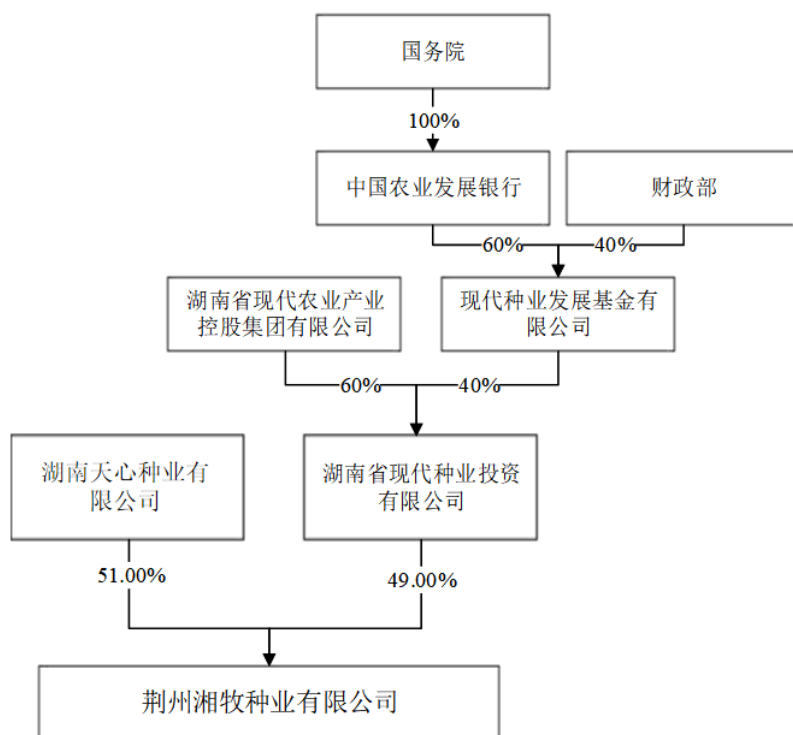 国务院
100%
中国农业发展银行
财政部
60%
40%
湖南省现代农业产业
控股集团有限公司
现代种业发展基金有
限公司
60%
40%
湖南天心种业有
限公司
湖南省现代种业投资
有限公司
51.00%
49.00%
荆州湘牧种业有限公司